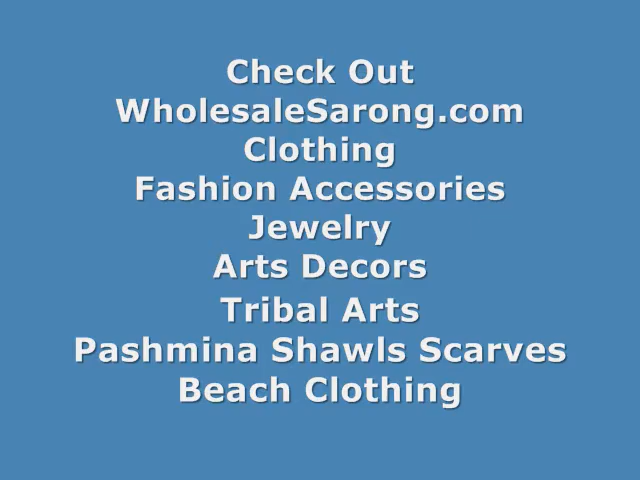 Check Out
WholesaleSarong.com
Clothing
Fashion Accessories
Jewelry
Arts Decors
Tribal Arts
Pashmina Shawls Scarves
Beach Clothing